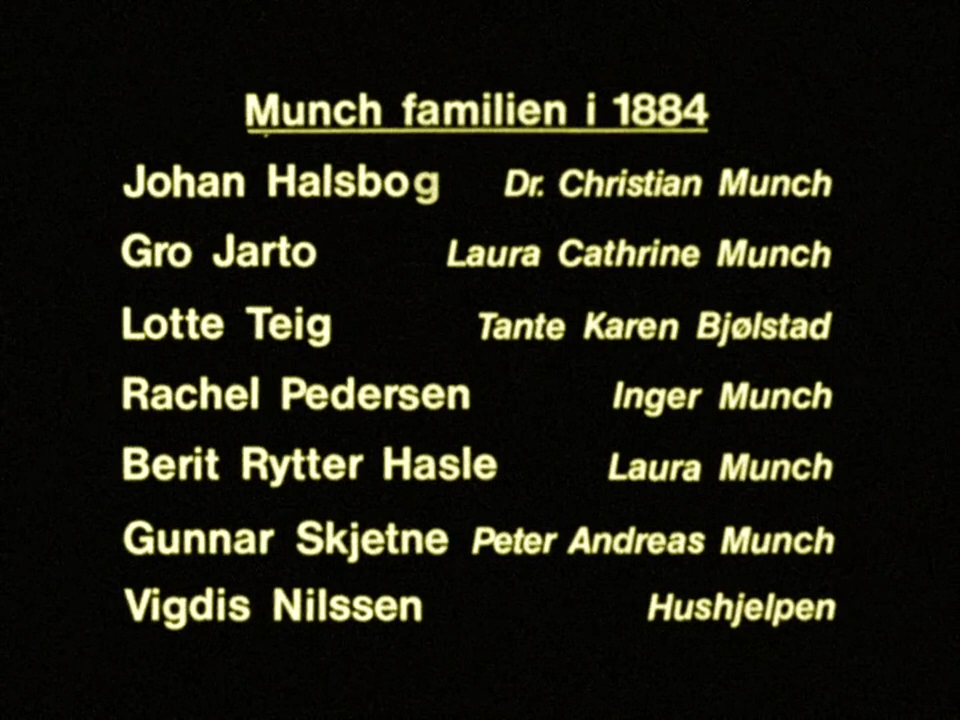 Munch familien i 1884
Johan Halsbog Dr. Christian Munch
Gro Jarto Laura Cathrine Munch
Lotte Teig Tante Karen Bjølstad
Rachel Pedersen Inger Munch
Berit Rytter Hasle Laura Munch
Gunnar Skjetne Peter Andreas Munch
Vigdis Nilssen Hushjelpen